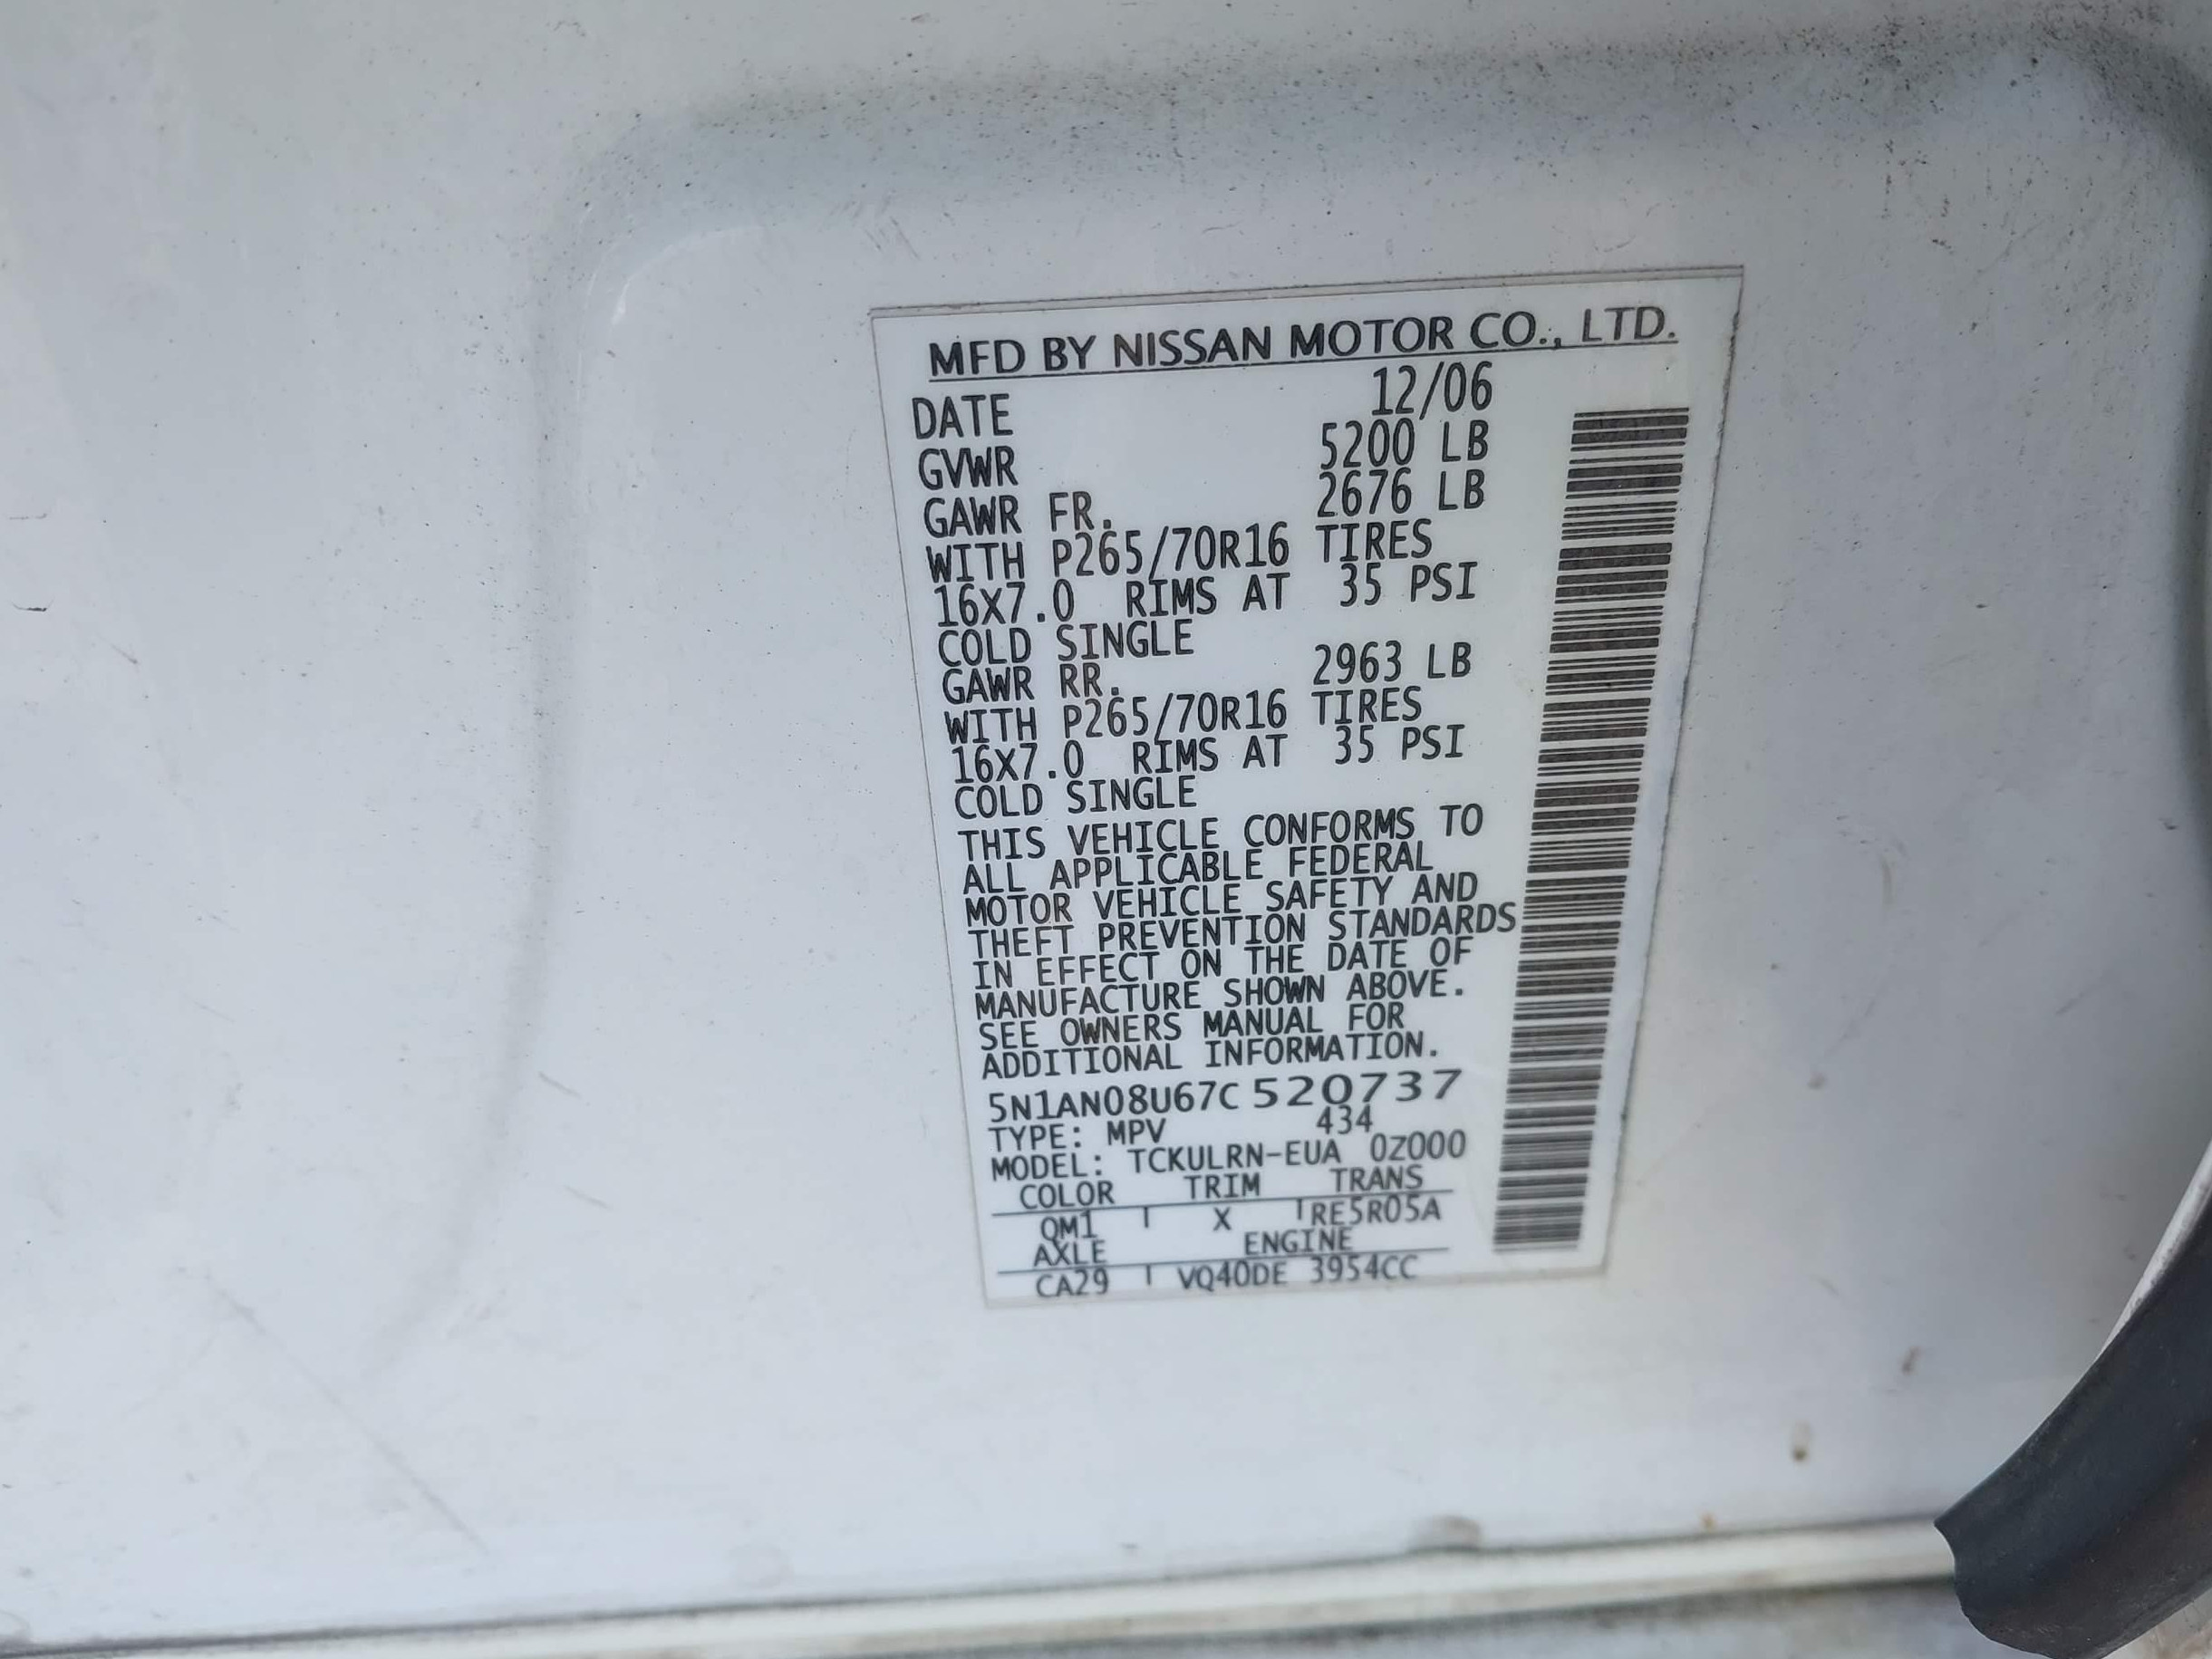 MFD BY NISSAN MOTOR CO., LTD.
DATE 12/06
GVWR 5200 LB
GAWR FR. 2676 LB
WITH P265/70R16 TIRES
16X7.0 RIMS AT 35 PSI
COLD SINGLE
GAWR RR. 2963 LB
WITH P265/70R16 TIRES
16X7.0 RIMS AT 35 PSI
COLD SINGLE
THIS VEHICLE CONFORMS TO
ALL APPLICABLE FEDERAL
MOTOR VEHICLE SAFETY AND
THEFT PREVENTION STANDARDS
IN EFFECT ON THE DATE OF
MANUFACTURE SHOWN ABOVE.
SEE OWNERS MANUAL FOR
ADDITIONAL INFORMATION.
5N1AN08U67C520737
TYPE: MPV 434
MODEL: TCKULRN-EUA 0Z000
COLOR TRIM TRANS
QM1 X RE5R05A
AXLE ENGINE
CA29 VQ40DE 3954CC